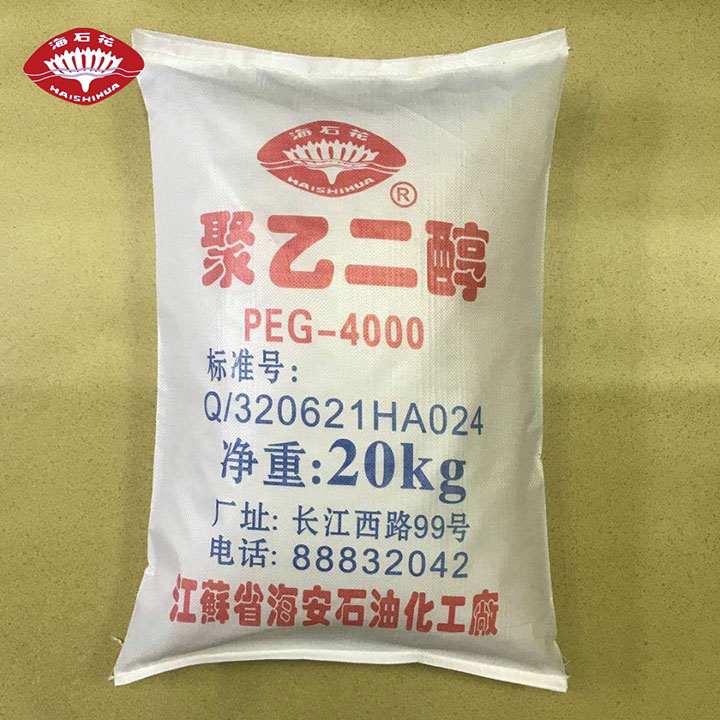 海石花
HAISHIHUA
海石花
HAISHIHUA
®
聚乙二醇
PEG-4000
标准号:
Q/320621HA024
净重:20kg
厂址: 长江西路99号
电话: 88832042
江蘇省海安石油化工廠